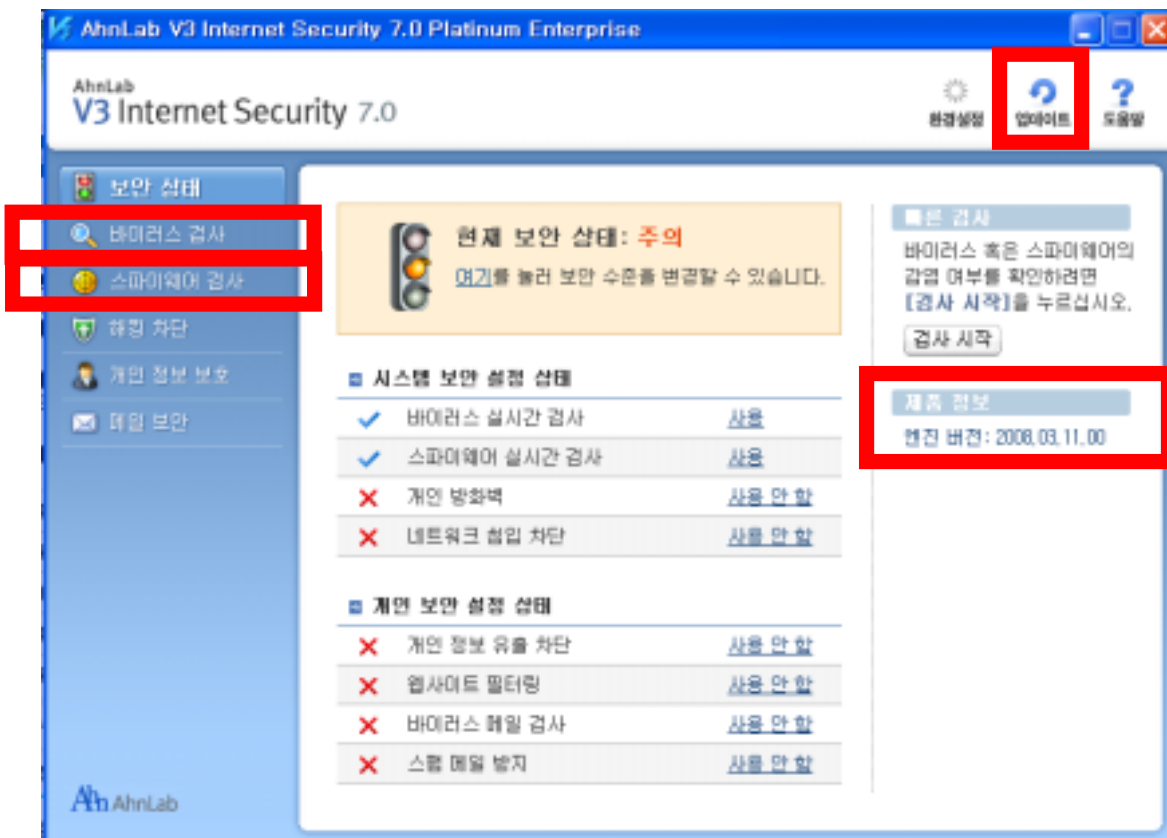 AhnLab V3 Internet Security 7.0 Platinum Enterprise
AhnLab
V3 Internet Security 7.0
환경설정
업데이트
도움말
보안 상태
바이러스 검사
스파이웨어 검사
해킹 차단
개인 정보 보호
메일 보안
현재 보안 상태: 주의
여기를 눌러 보안 수준을 변경할 수 있습니다.
시스템 보안 설정 상태
바이러스 실시간 검사 사용
스파이웨어 실시간 검사 사용
개인 방화벽 사용 안 함
네트워크 침입 차단 사용 안 함
개인 보안 설정 상태
개인 정보 유출 차단 사용 안 함
웹사이트 필터링 사용 안 함
바이러스 메일 검사 사용 안 함
스팸 메일 방지 사용 안 함
빠른 검사
바이러스 혹은 스파이웨어의
감염 여부를 확인하려면
[검사 시작]을 누르십시오.
검사 시작
제품 정보
엔진 버전: 2008.03.11.00
Ahn AhnLab